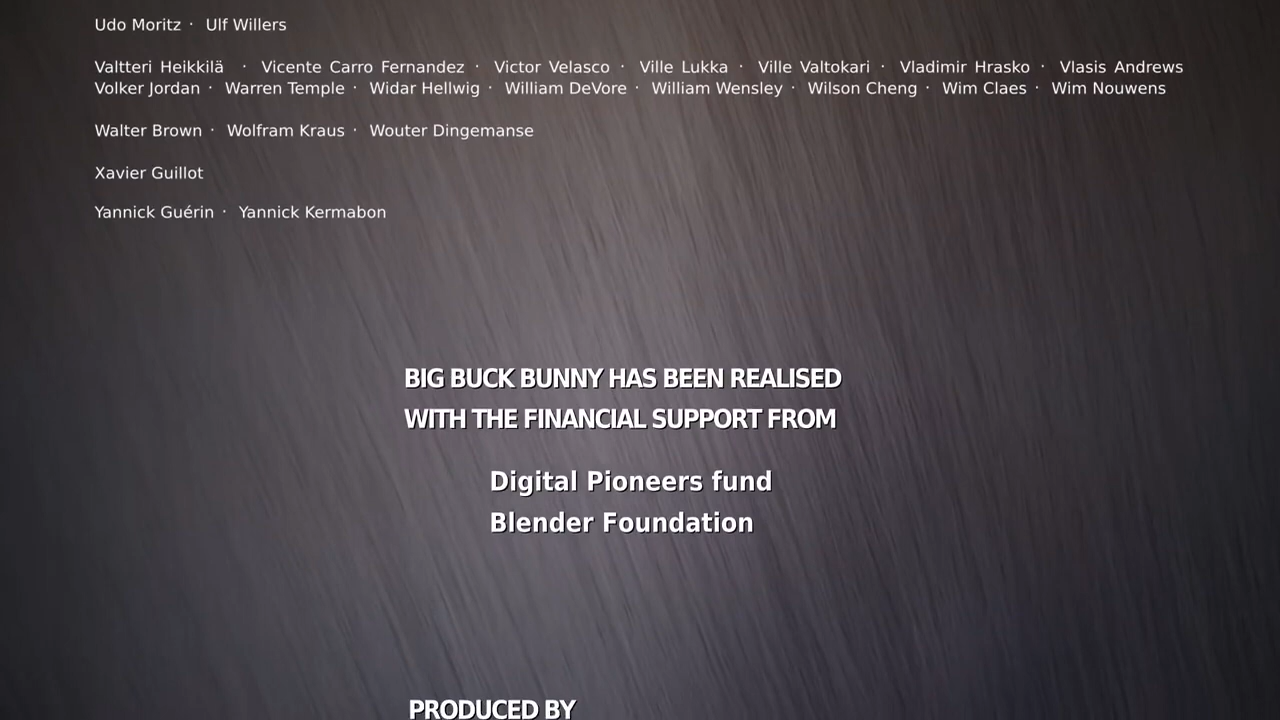 Udo Moritz · Ulf Willers
Valtteri Heikkilä · Vicente Carro Fernandez · Victor Velasco · Ville Lukka · Ville Valtokari · Vladimir Hrasko · Vlasis Andrews
Volker Jordan · Warren Temple · Widar Hellwig · William DeVore · William Wensley · Wilson Cheng · Wim Claes · Wim Nouwens
Walter Brown · Wolfram Kraus · Wouter Dingemanse
Xavier Guillot
Yannick Guérin · Yannick Kermabon
BIG BUCK BUNNY HAS BEEN REALISED
WITH THE FINANCIAL SUPPORT FROM
Digital Pioneers fund
Blender Foundation
PRODUCED BY